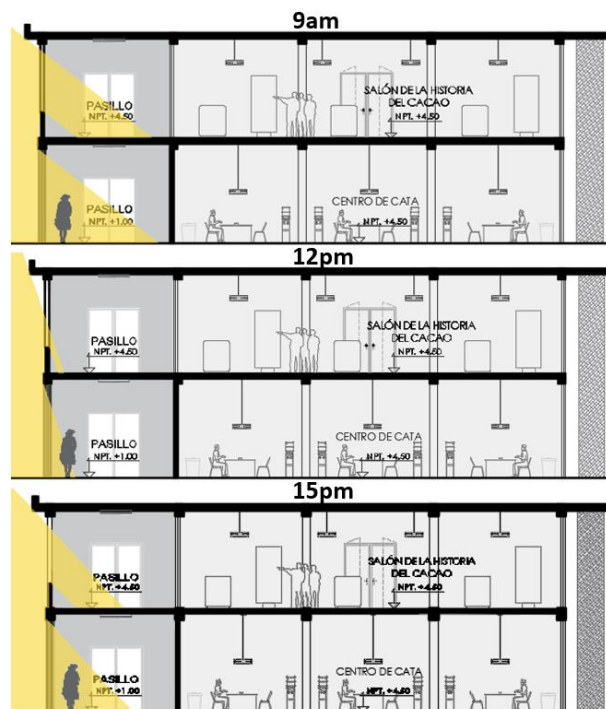 9am
PASILLO
NPT. +4.50
SALÓN DE LA HISTORIA
DEL CACAO
NPT. +4.50
PASILLO
NPT. +1.00
CENTRO DE CATA
NPT. +4.50
12pm
PASILLO
NPT. +4.50
SALÓN DE LA HISTORIA
DEL CACAO
NPT. +4.50
PASILLO
NPT. +1.00
CENTRO DE CATA
NPT. +4.50
15pm
PASILLO
NPT. +4.50
SALÓN DE LA HISTORIA
DEL CACAO
NPT. +4.50
PASILLO
NPT. +1.00
CENTRO DE CATA
NPT. +4.50